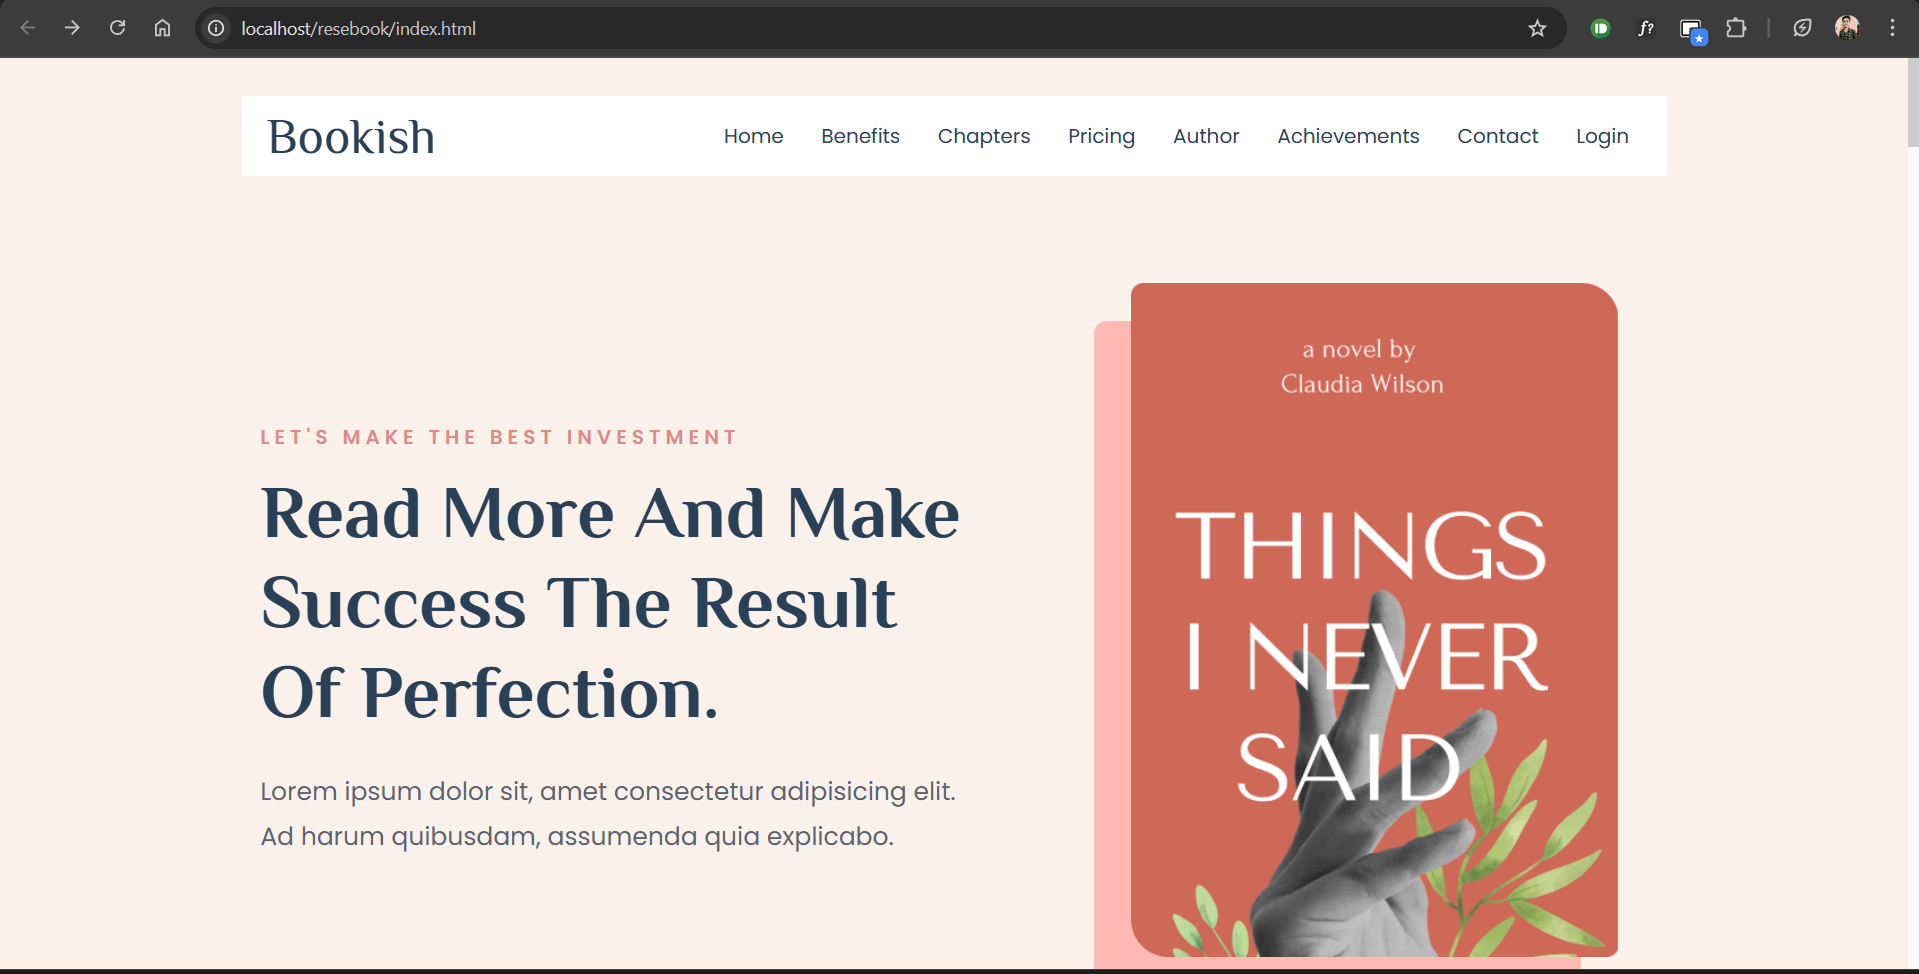 localhost/resebook/index.html
Bookish
Home Benefits Chapters Pricing Author Achievements Contact Login
LET'S MAKE THE BEST INVESTMENT
Read More And Make
Success The Result
Of Perfection.
Lorem ipsum dolor sit, amet consectetur adipisicing elit.
Ad harum quibusdam, assumenda quia explicabo.
a novel by
Claudia Wilson
THINGS
I NEVER
SAID